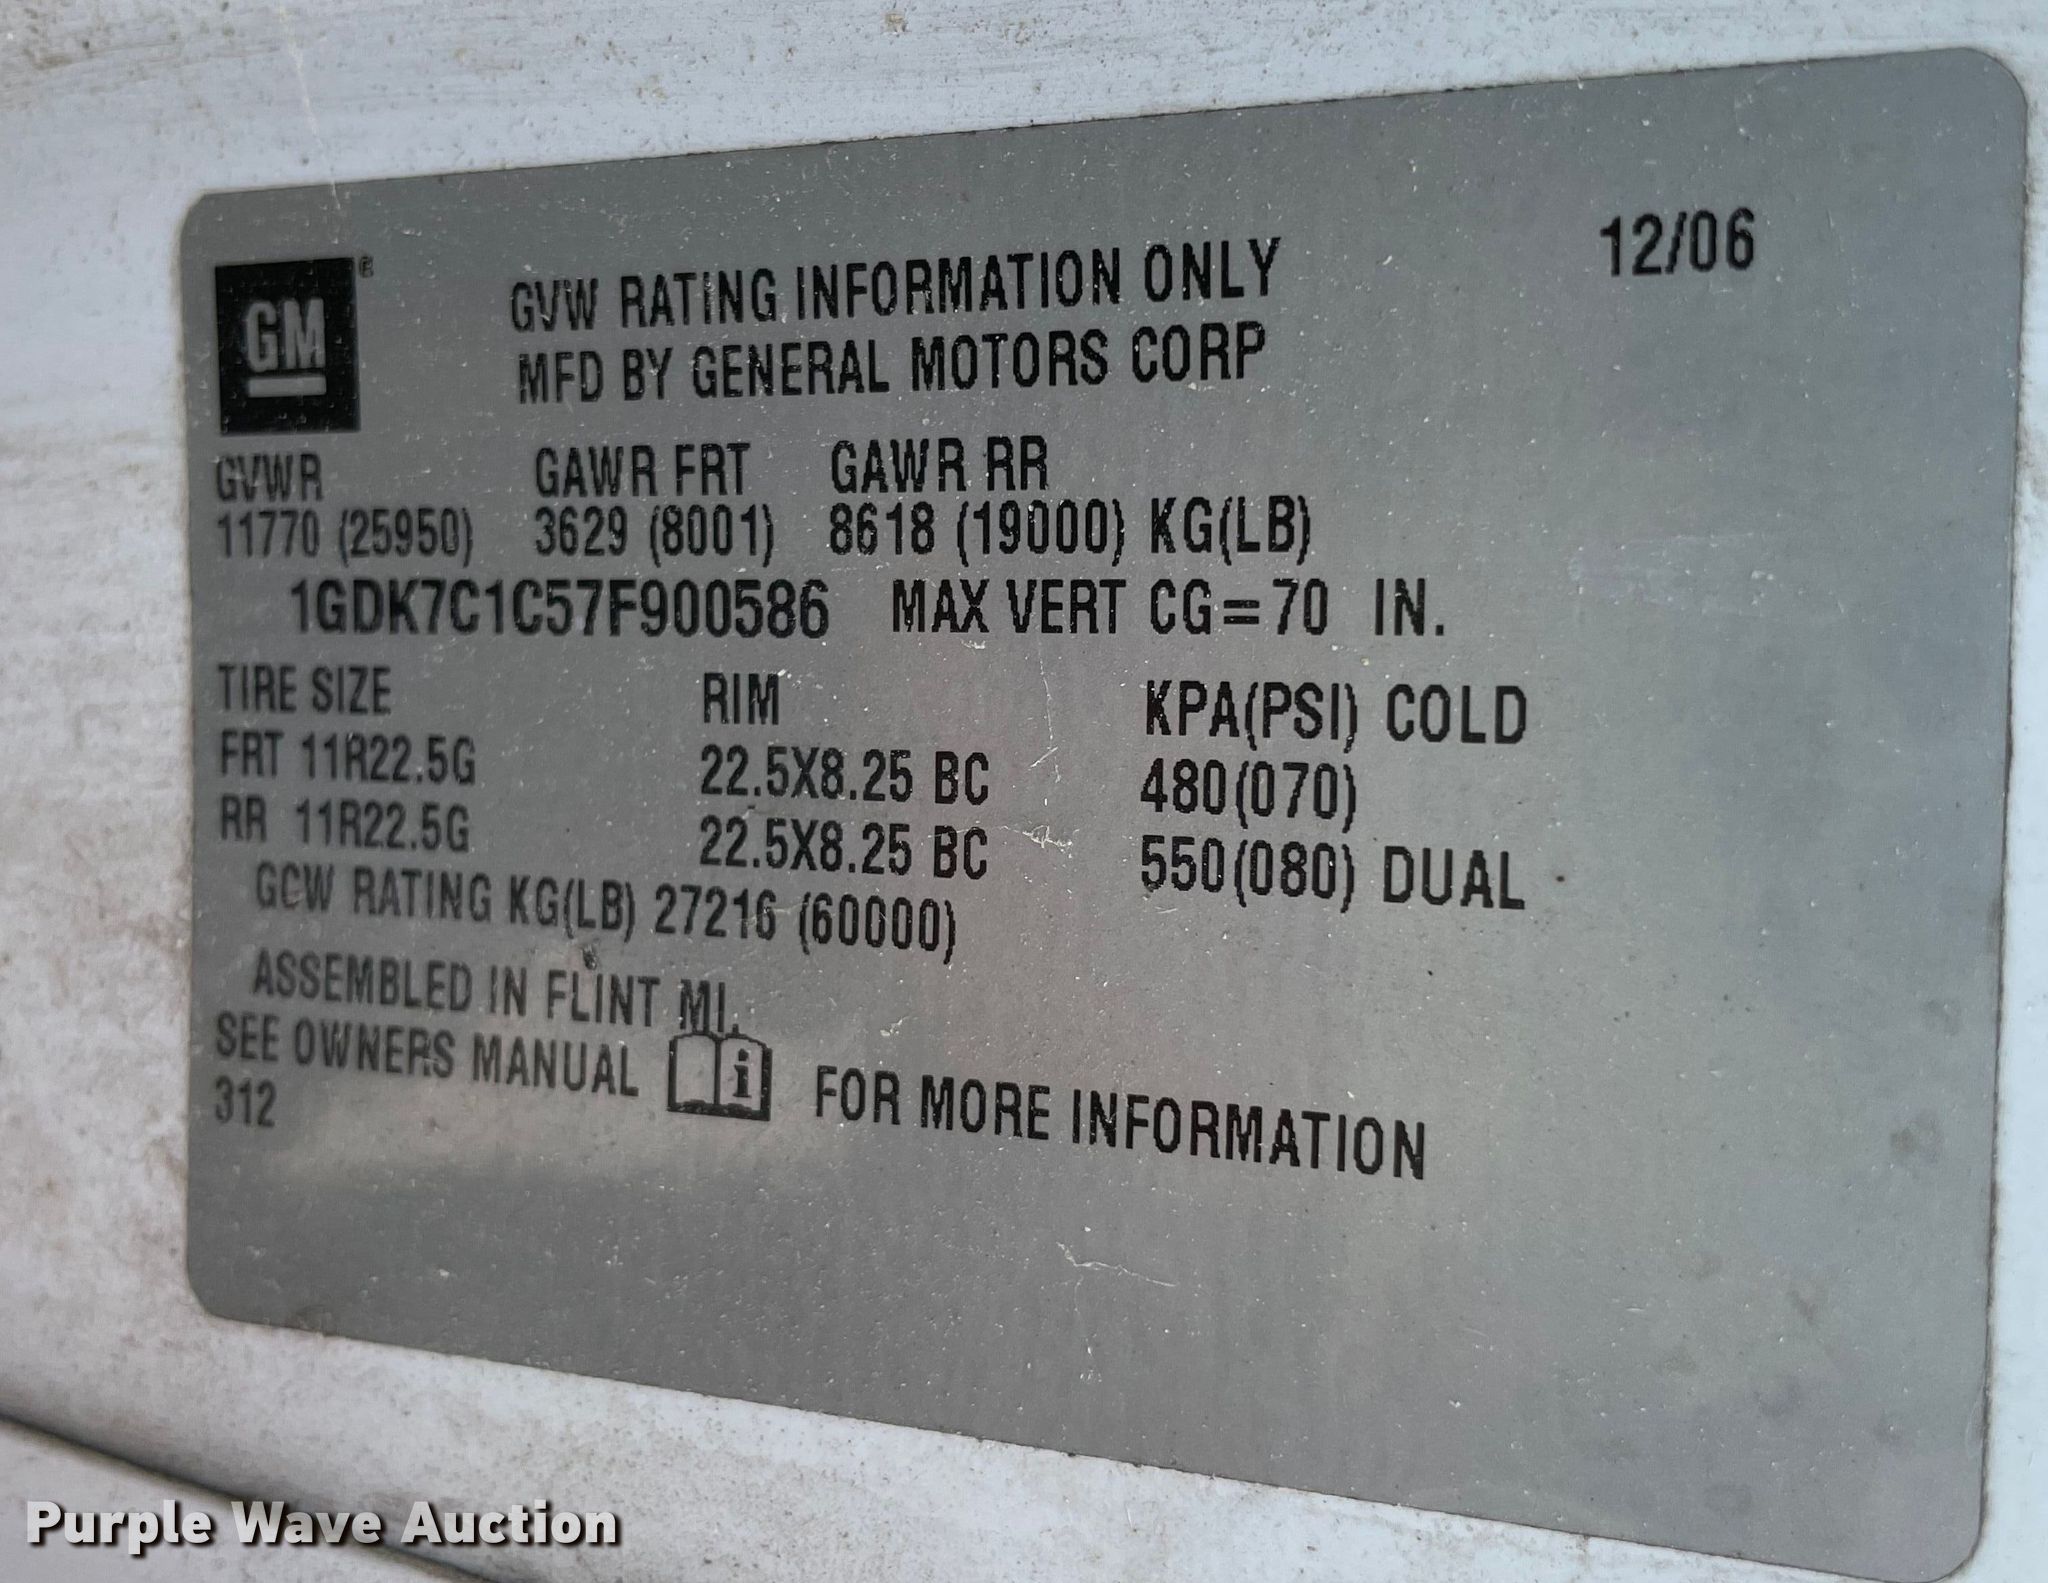 12/06
GM ®
GVW RATING INFORMATION ONLY
MFD BY GENERAL MOTORS CORP
GVWR GAWR FRT GAWR RR
11770 (25950) 3629 (8001) 8618 (19000) KG(LB)
1GDK7C1C57F900586 MAX VERT CG=70 IN.
TIRE SIZE RIM KPA(PSI) COLD
FRT 11R22.5G 22.5X8.25 BC 480(070)
RR 11R22.5G 22.5X8.25 BC 550(080) DUAL
GCW RATING KG(LB) 27216 (60000)
ASSEMBLED IN FLINT MI.
SEE OWNERS MANUAL i FOR MORE INFORMATION
312
Purple Wave Auction